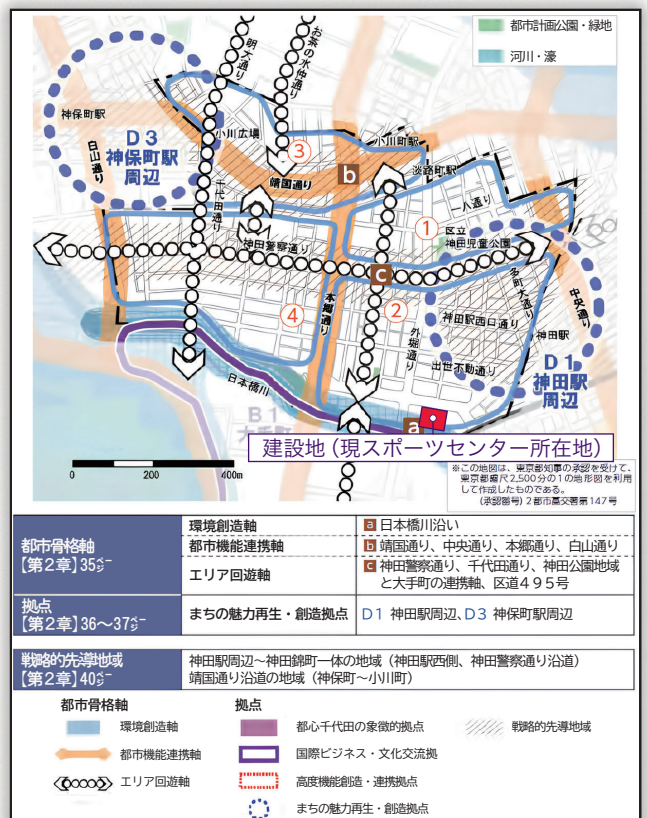 都市計画公園・緑地
河川・濠
お茶の水仲通り
明大通り
神保町駅
小川広場
小川町駅
D3
神保町駅
周辺
③
b
淡路町駅
白山通り
靖国通り
千代田通り
一八通り
①
区立
神田児童公園
神田警察通り
c
多町大通り
中央通り
④
本郷通り
②
外堀通り
神田駅西口通り
神田駅
出世不動通り
D1
神田駅
周辺
日本橋川
B1
大手町
a
建設地(現スポーツセンター所在地)
0 200 400m
※この地図は、東京都知事の承認を受けて、
東京都縮尺2,500分の1の地形図を利用
して作成したものである。
(承認番号)2都市基交著第147号
都市骨格軸
【第2章】35ページ
環境創造軸
a 日本橋川沿い
都市機能連携軸
b 靖国通り、中央通り、本郷通り、白山通り
エリア回遊軸
c 神田警察通り、千代田通り、神田公園地域
と大手町の連携軸、区道495号
拠点
【第2章】36~37ページ
まちの魅力再生・創造拠点
D1 神田駅周辺、D3 神保町駅周辺
戦略的先導地域
【第2章】40ページ
神田駅周辺~神田錦町一体の地域(神田駅西側、神田警察通り沿道)
靖国通り沿道の地域(神保町~小川町)
都市骨格軸
環境創造軸
都市機能連携軸
エリア回遊軸
拠点
都心千代田の象徴的拠点
国際ビジネス・文化交流拠
高度機能創造・連携拠点
まちの魅力再生・創造拠点
戦略的先導地域